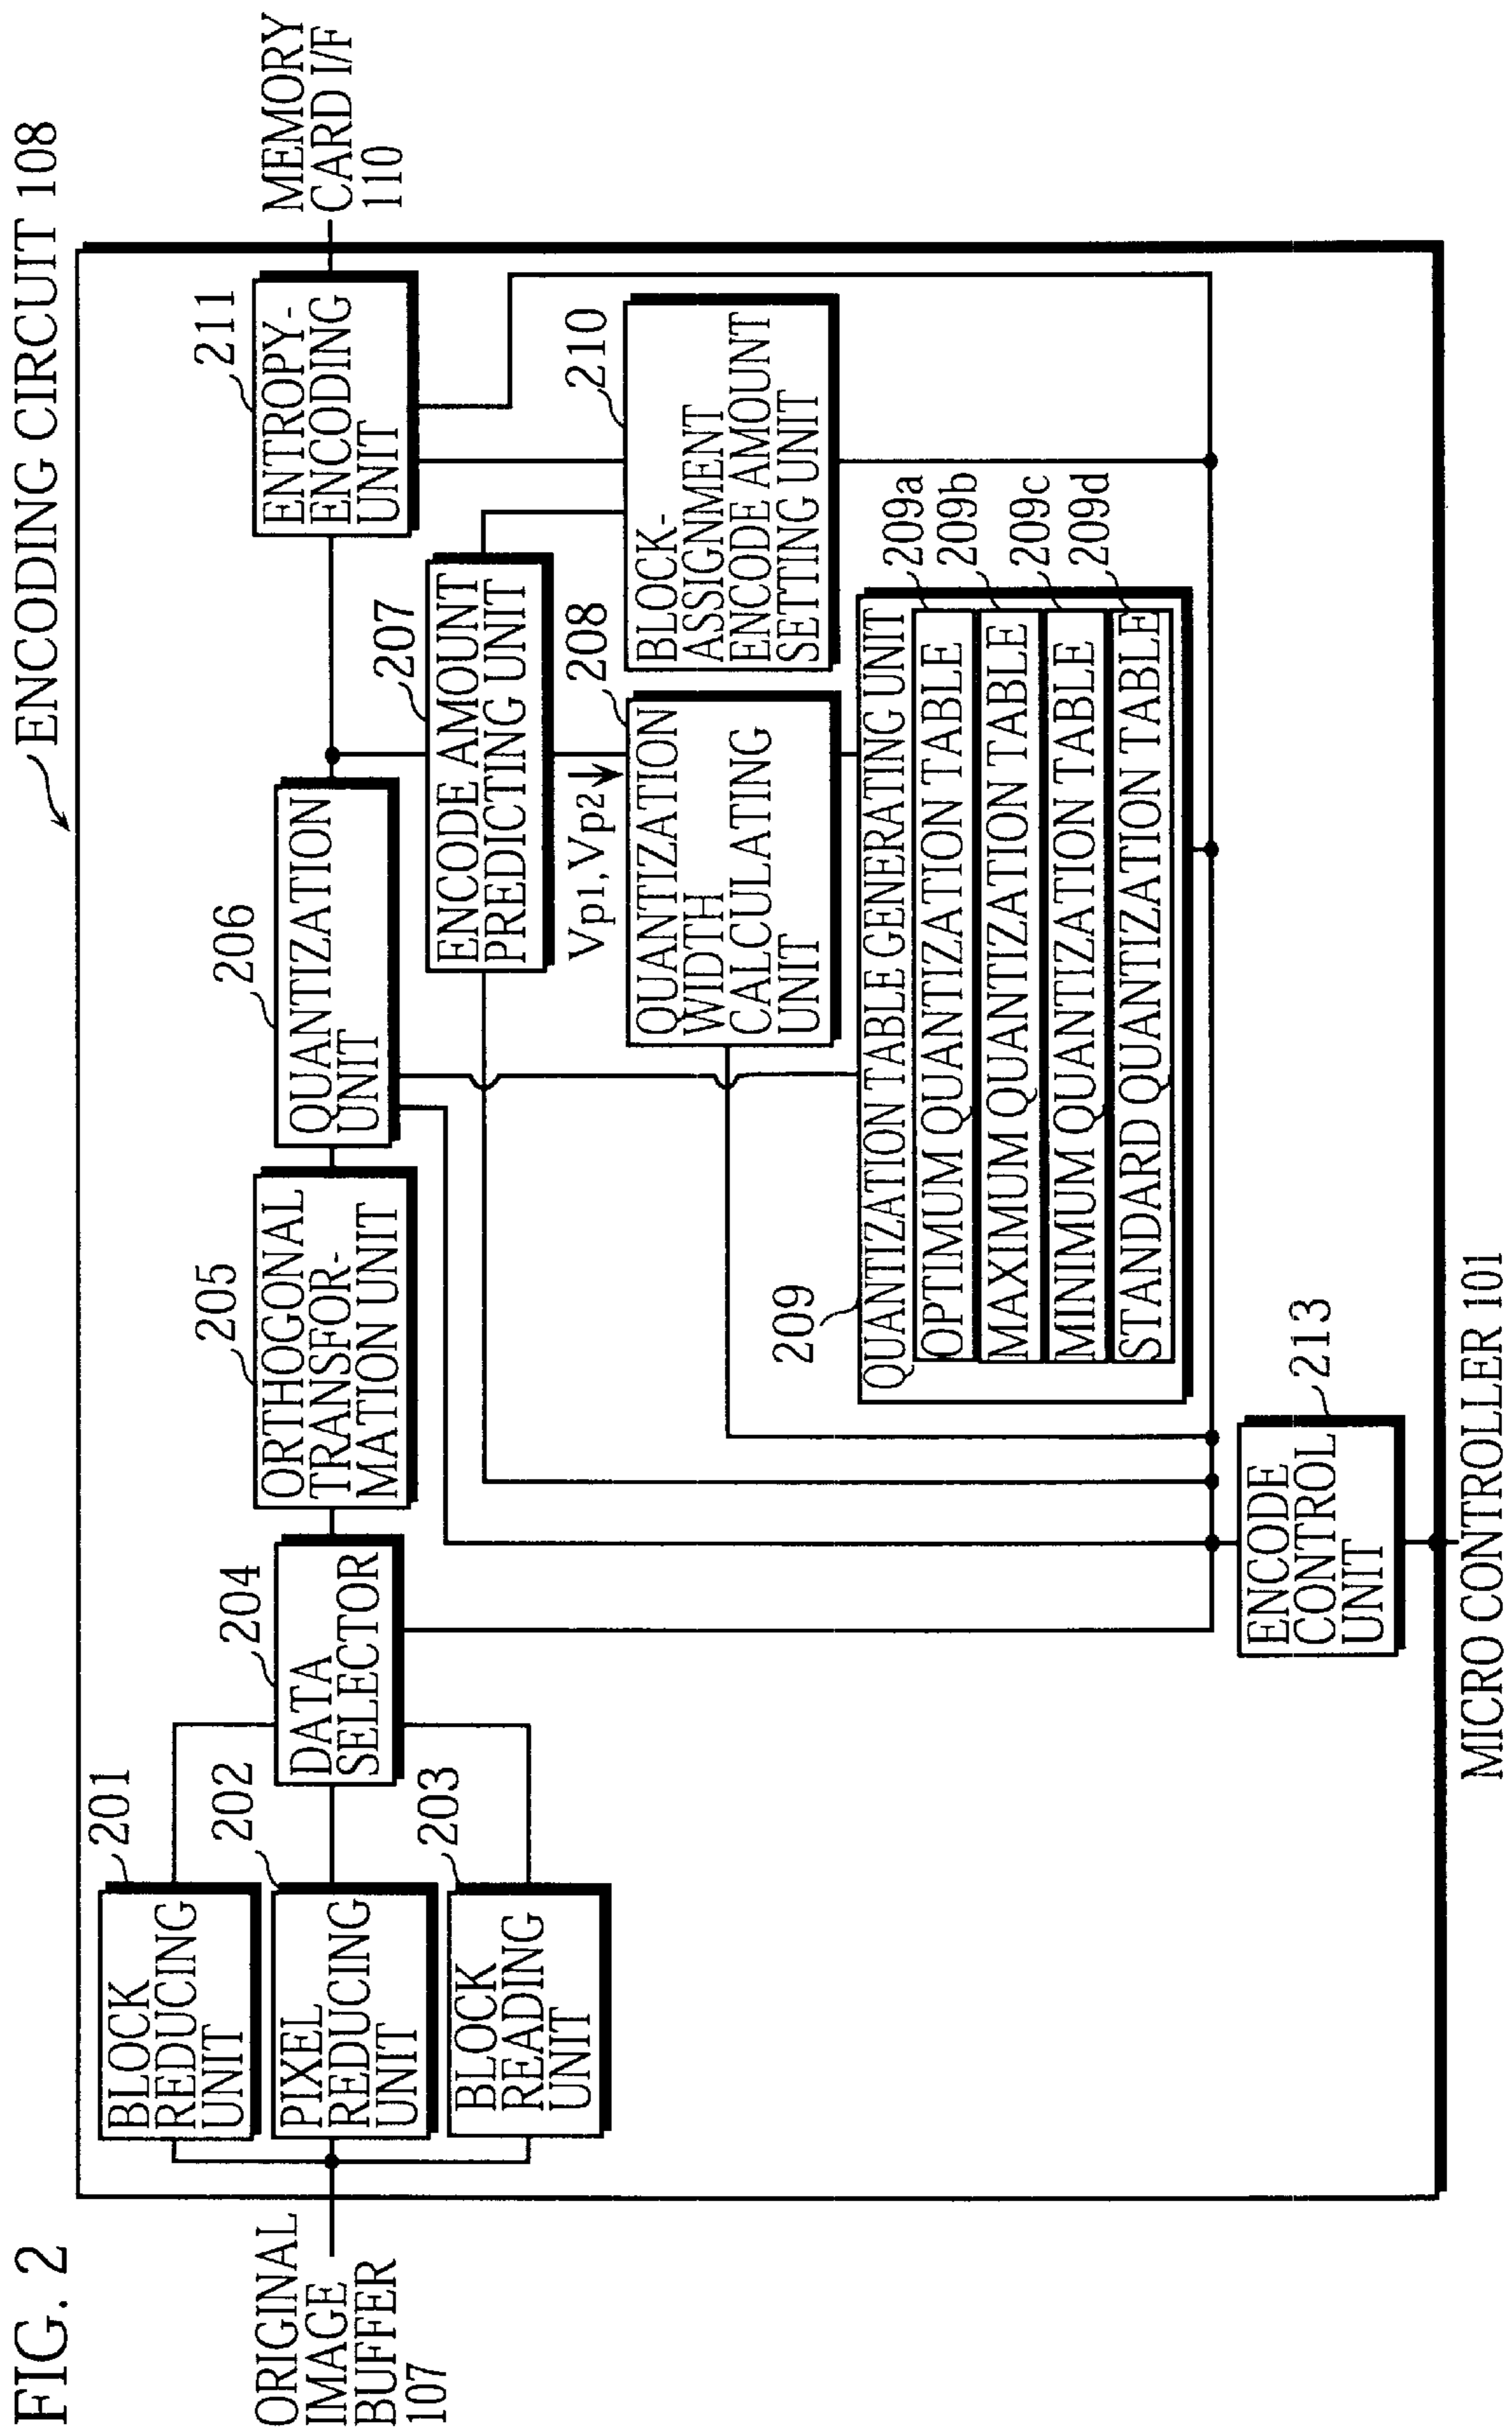 FIG. 2
ENCODING CIRCUIT 108
ORIGINAL
IMAGE
BUFFER
107
BLOCK
REDUCING
UNIT
201
PIXEL
REDUCING
UNIT
202
BLOCK
READING
UNIT
203
DATA
SELECTOR
204
ORTHOGONAL
TRANSFOR-
MATION UNIT
205
QUANTIZATION
UNIT
206
ENCODE AMOUNT
PREDICTING UNIT
207
Vp1,Vp2
QUANTIZATION
WIDTH
CALCULATING
UNIT
208
QUANTIZATION TABLE GENERATING UNIT
209
OPTIMUM QUANTIZATION TABLE
209a
MAXIMUM QUANTIZATION TABLE
209b
MINIMUM QUANTIZATION TABLE
209c
STANDARD QUANTIZATION TABLE
209d
BLOCK-
ASSIGNMENT
ENCODE AMOUNT
SETTING UNIT
210
ENTROPY-
ENCODING
UNIT
211
MEMORY
CARD I/F
110
ENCODE
CONTROL
UNIT
213
MICRO CONTROLLER 101